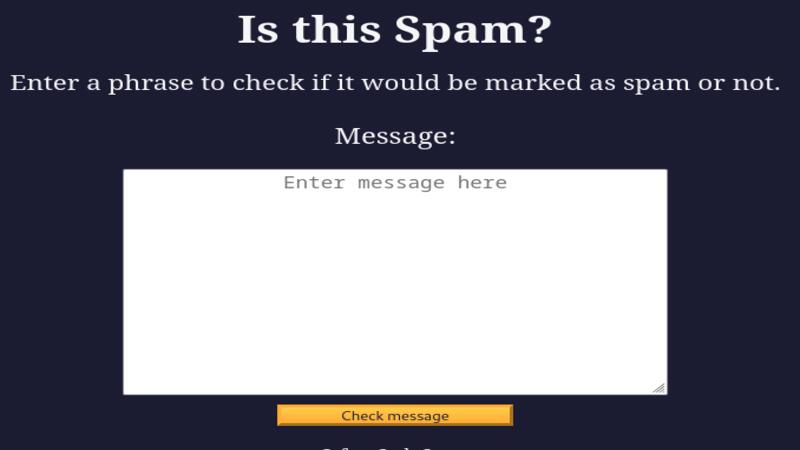 Is this Spam?
Enter a phrase to check if it would be marked as spam or not.
Message:
Enter message here
Check message